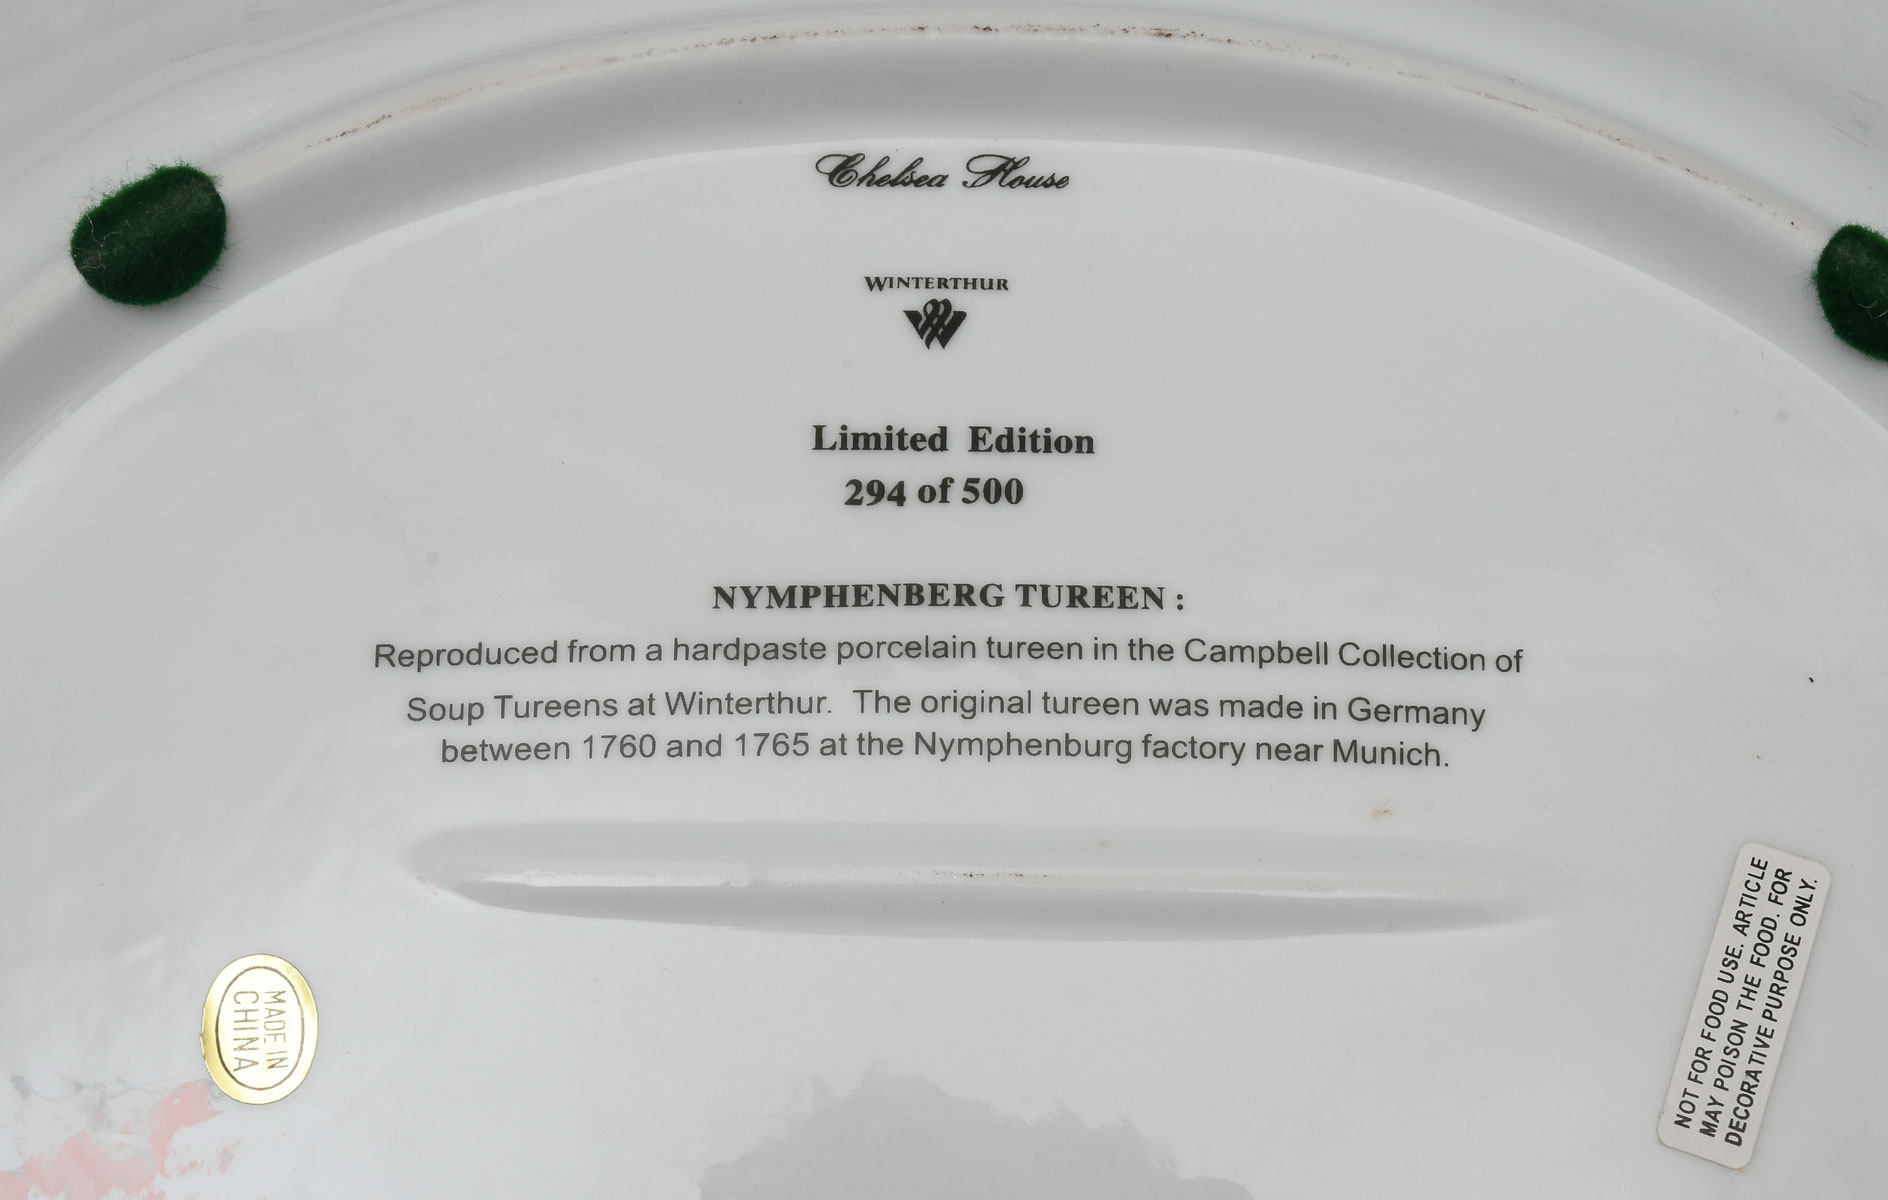 Chelsea House
WINTERTHUR
Limited Edition
294 of 500
NYMPHENBERG TUREEN :
Reproduced from a hardpaste porcelain tureen in the Campbell Collection of
Soup Tureens at Winterthur. The original tureen was made in Germany
between 1760 and 1765 at the Nymphenburg factory near Munich.
MADE IN
CHINA
NOT FOR FOOD USE. ARTICLE
MAY POISON THE FOOD. FOR
DECORATIVE PURPOSE ONLY.